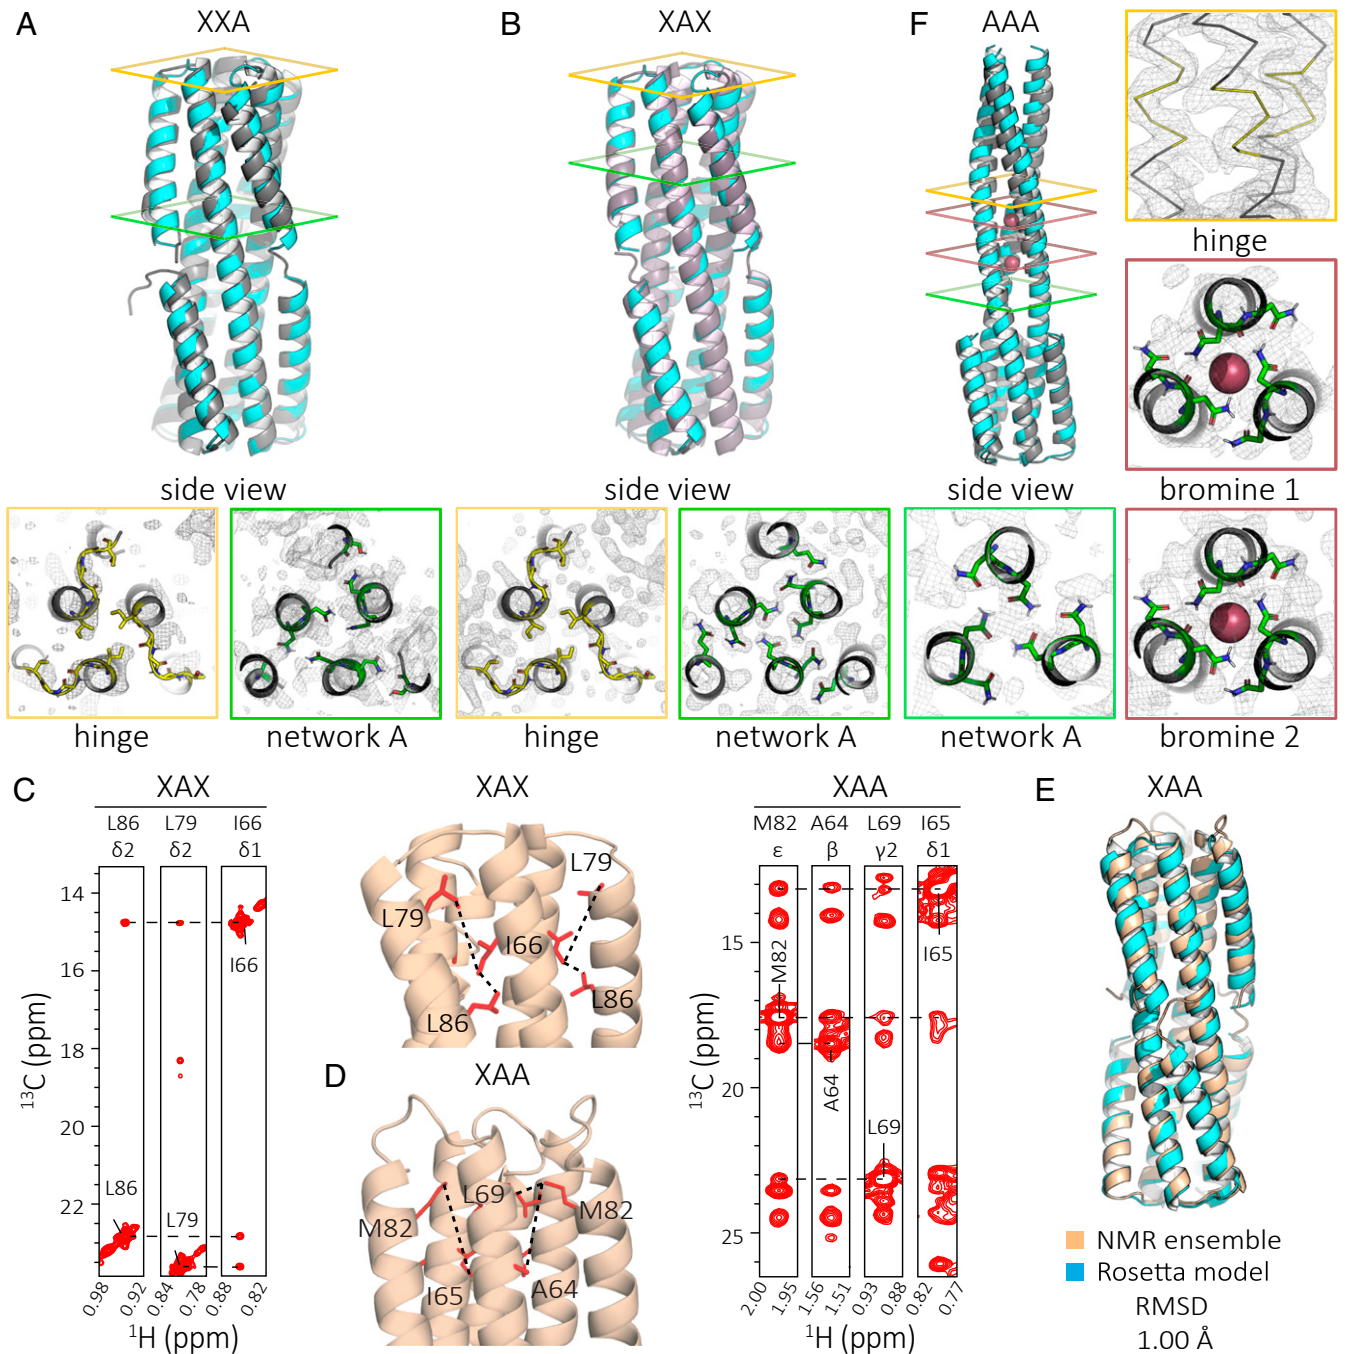 A XXA
B XAX
F AAA
hinge
bromine 1
side view
side view
side view
hinge
network A
hinge
network A
network A
bromine 2
C XAX
L86 δ2
L79 δ2
I66 δ1
14
16
18
20
22
¹³C (ppm)
I66
L86
L79
0.98
0.92
0.84
0.78
0.88
0.82
¹H (ppm)
XAX
L79
L79
I66
L86
L86
D XAA
L69
M82
M82
I65
A64
XAA
M82 ε
A64 β
L69 γ2
I65 δ1
15
20
25
¹³C (ppm)
M82
I65
A64
L69
2.00
1.95
1.56
1.51
0.93
0.88
0.82
0.77
¹H (ppm)
E XAA
NMR ensemble
Rosetta model
RMSD
1.00 Å